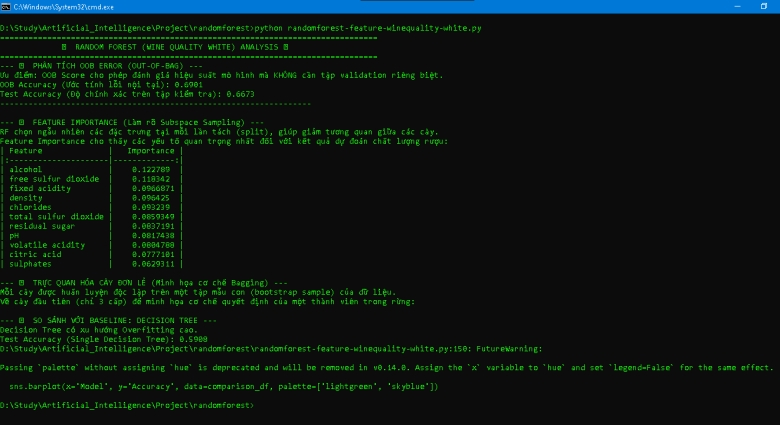 C:\Windows\System32\cmd.exe
D:\Study\Artificial_Intelligence\Project\randomforest>python randomforest-feature-winequality-white.py
================================================================================
RANDOM FOREST (WINE QUALITY WHITE) ANALYSIS
================================================================================
--- PHÂN TÍCH OOB ERROR (OUT-OF-BAG) ---
Ưu điểm: OOB Score cho phép đánh giá hiệu suất mô hình mà KHÔNG cần tập validation riêng biệt.
OOB Accuracy (Ước tính lỗi nội tại): 0.6901
Test Accuracy (Độ chính xác trên tập kiểm tra): 0.6673
----------------------------------------------------------------------
--- FEATURE IMPORTANCE (Làm rõ Subspace Sampling) ---
RF chọn ngẫu nhiên các đặc trưng tại mỗi lần tách (split), giúp giảm tương quan giữa các cây.
Feature Importance cho thấy các yếu tố quan trọng nhất đối với kết quả dự đoán chất lượng rượu:
| Feature | Importance |
|:---------------------|-------------:|
| alcohol | 0.122789 |
| free sulfur dioxide | 0.110342 |
| fixed acidity | 0.0966871 |
| density | 0.096425 |
| chlorides | 0.093239 |
| total sulfur dioxide | 0.0859349 |
| residual sugar | 0.0837191 |
| pH | 0.0817438 |
| volatile acidity | 0.0804788 |
| citric acid | 0.0777101 |
| sulphates | 0.0629311 |
--- TRỰC QUAN HÓA CÂY ĐƠN LẺ (Minh họa cơ chế Bagging) ---
Mỗi cây được huấn luyện độc lập trên một tập mẫu con (bootstrap sample) của dữ liệu.
Vẽ cây đầu tiên (chỉ 3 cấp) để minh họa cơ chế quyết định của một thành viên trong rừng:
--- SO SÁNH VỚI BASELINE: DECISION TREE ---
Decision Tree có xu hướng Overfitting cao.
Test Accuracy (Single Decision Tree): 0.5908
D:\Study\Artificial_Intelligence\Project\randomforest\randomforest-feature-winequality-white.py:150: FutureWarning:
Passing `palette` without assigning `hue` is deprecated and will be removed in v0.14.0. Assign the `x` variable to `hue` and set `legend=False` for the same effect.
sns.barplot(x='Model', y='Accuracy', data=comparison_df, palette=['lightgreen', 'skyblue'])
D:\Study\Artificial_Intelligence\Project\randomforest>